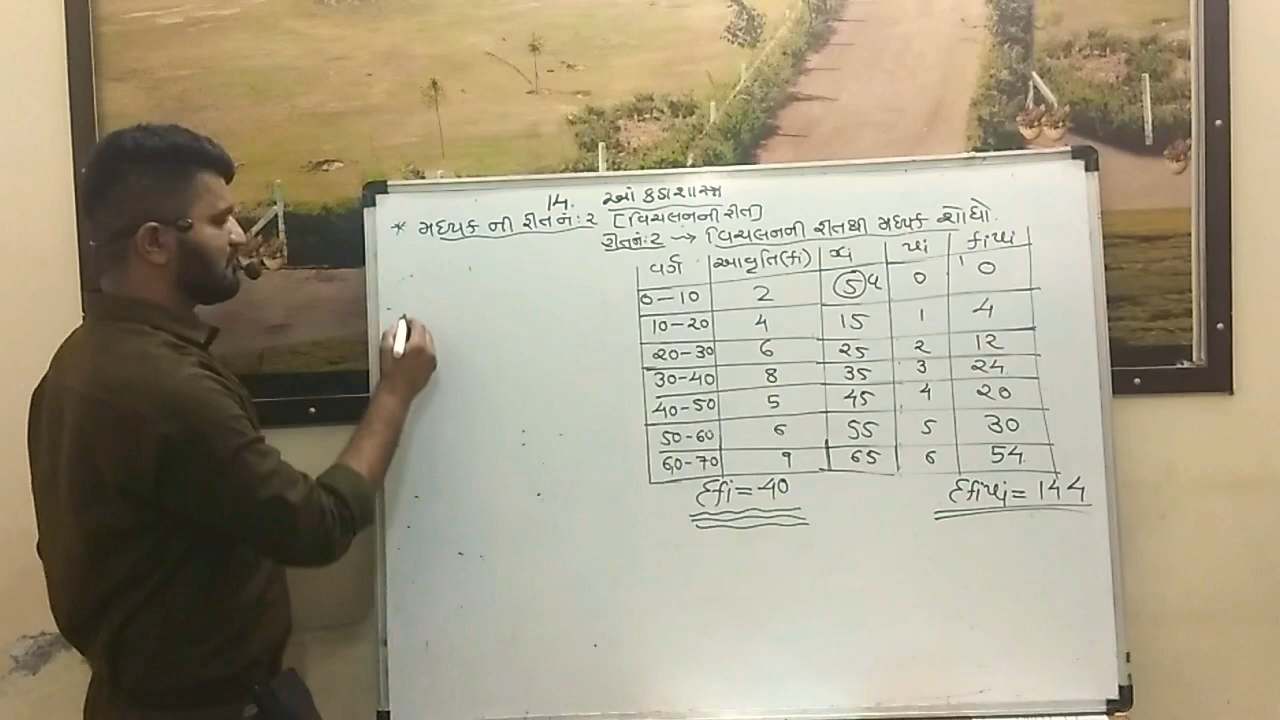 14. આંકડાશાસ્ત્ર
* મધ્યક ની રીત નં:૨ [વિચલનની રીત]
રીતનં:૨ → વિચલનની રીતથી મધ્યક શોધો.
વર્ગ આવૃતિ(fi) xi ui fiui
0-10 2 5 0 0
10-20 4 15 1 4
20-30 6 25 2 12
30-40 8 35 3 24
40-50 5 45 4 20
50-60 6 55 5 30
60-70 9 65 6 54
Σfi = 40 Σfiui = 144